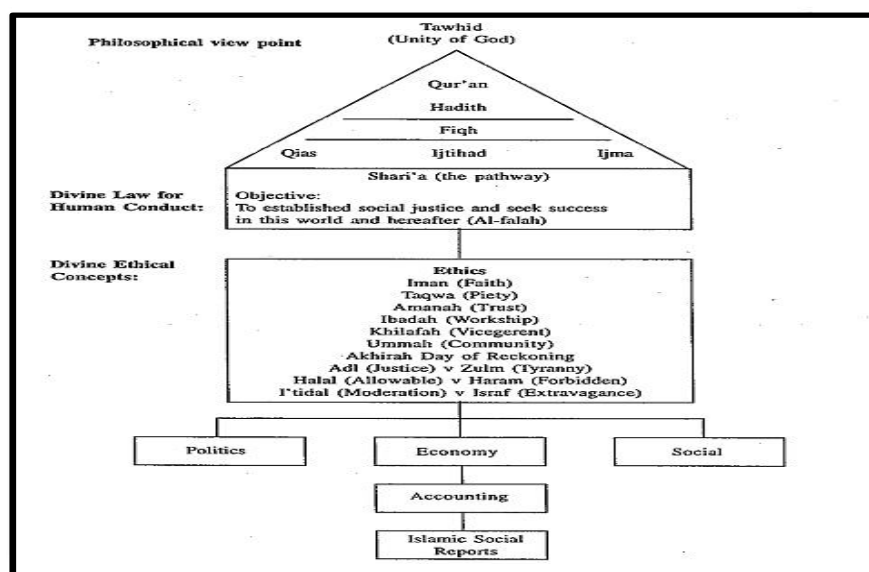 Tawhid
(Unity of God)
Philosophical view point
Qur'an
Hadith
Fiqh
Qias Ijtihad Ijma
Shari'a (the pathway)
Divine Law for
Human Conduct:
Objective:
To established social justice and seek success
in this world and hereafter (Al-falah)
Divine Ethical
Concepts:
Ethics
Iman (Faith)
Taqwa (Piety)
Amanah (Trust)
Ibadah (Workship)
Khilafah (Vicegerent)
Ummah (Community)
Akhirah Day of Reckoning
Adl (Justice) v Zulm (Tyranny)
Halal (Allowable) v Haram (Forbidden)
I'tidal (Moderation) v Israf (Extravagance)
Politics Economy Social
Accounting
Islamic Social
Reports